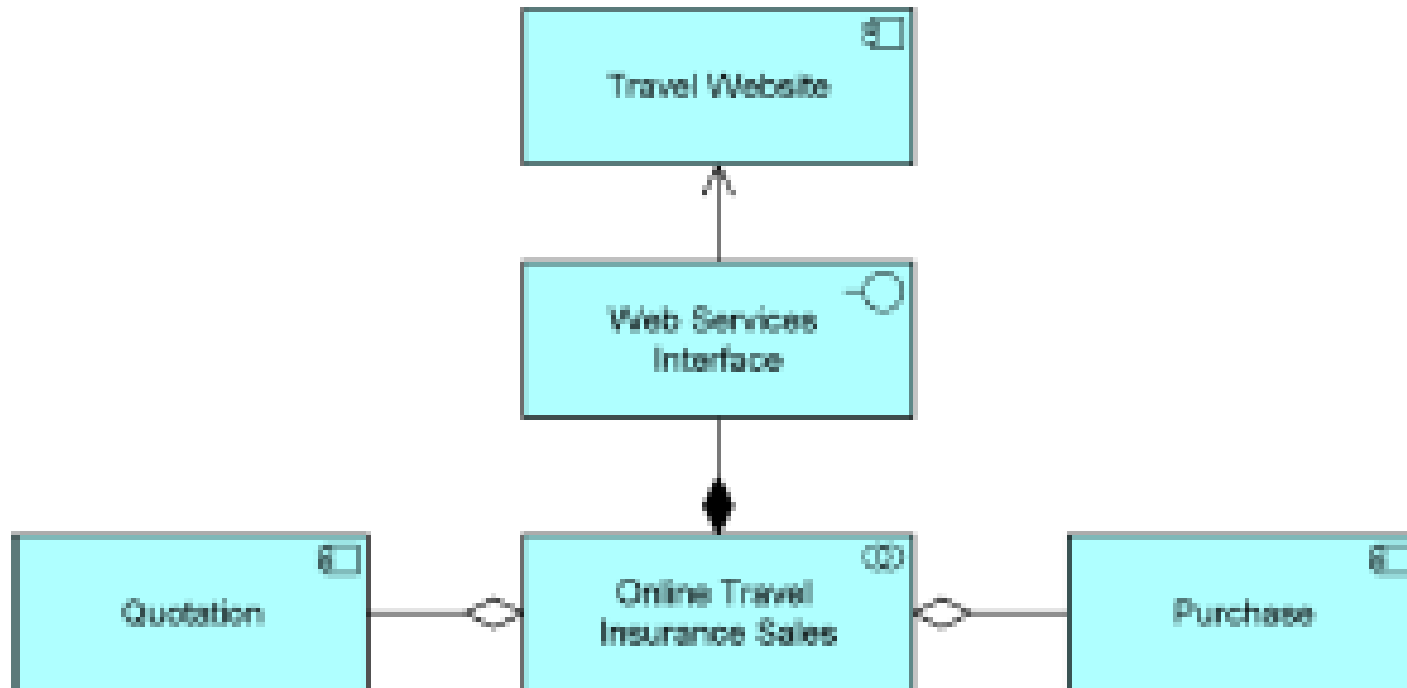 Travel Website
Web Services
Interface
Quotation
Online Travel
Insurance Sales
Purchase